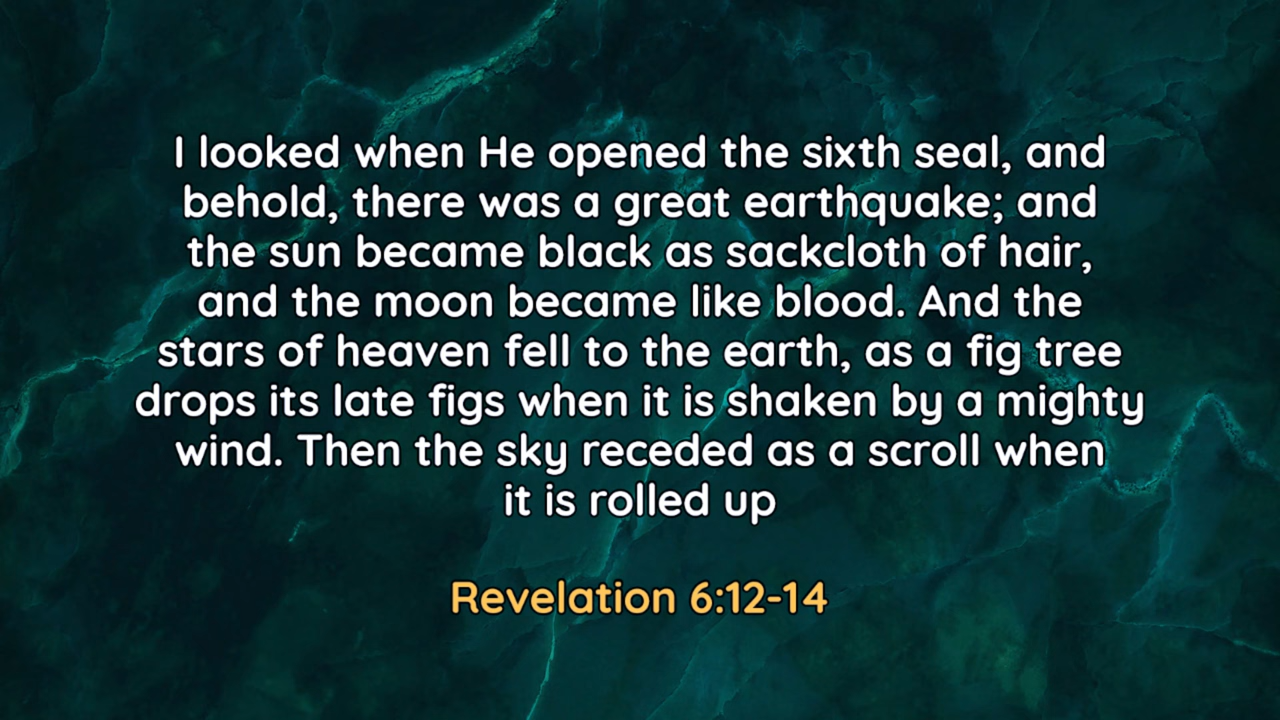 I looked when He opened the sixth seal, and
behold, there was a great earthquake; and
the sun became black as sackcloth of hair,
and the moon became like blood. And the
stars of heaven fell to the earth, as a fig tree
drops its late figs when it is shaken by a mighty
wind. Then the sky receded as a scroll when
it is rolled up
Revelation 6:12-14